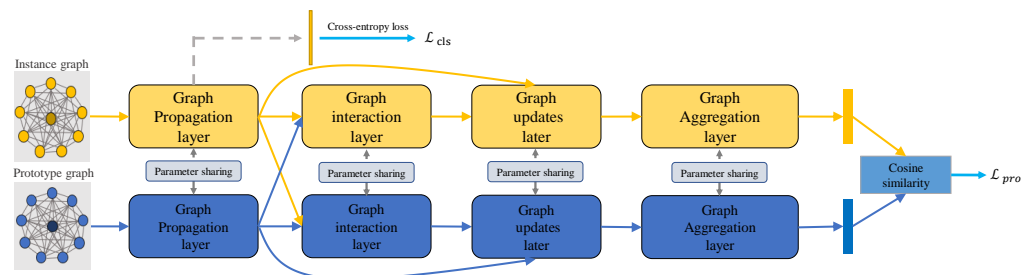 Cross-entropy loss
ℒ cls
Instance graph
Graph
Propagation
layer
Graph
interaction
layer
Graph
updates
later
Graph
Aggregation
layer
Parameter sharing
Parameter sharing
Parameter sharing
Parameter sharing
Cosine
similarity
ℒ pro
Prototype graph
Graph
Propagation
layer
Graph
interaction
layer
Graph
updates
later
Graph
Aggregation
layer